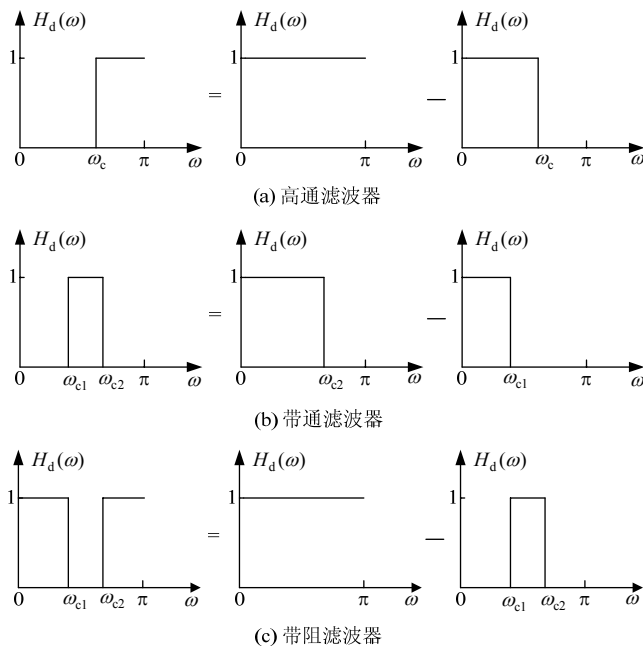 H_d(ω) H_d(ω) H_d(ω)
1 = 1 — 1
0 ω_c π ω 0 π ω 0 ω_c π ω
(a) 高通滤波器
H_d(ω) H_d(ω) H_d(ω)
1 = 1 — 1
0 ω_c1 ω_c2 π ω 0 ω_c2 π ω 0 ω_c1 π ω
(b) 带通滤波器
H_d(ω) H_d(ω) H_d(ω)
1 = 1 — 1
0 ω_c1 ω_c2 π ω 0 π ω 0 ω_c1 ω_c2 π ω
(c) 带阻滤波器